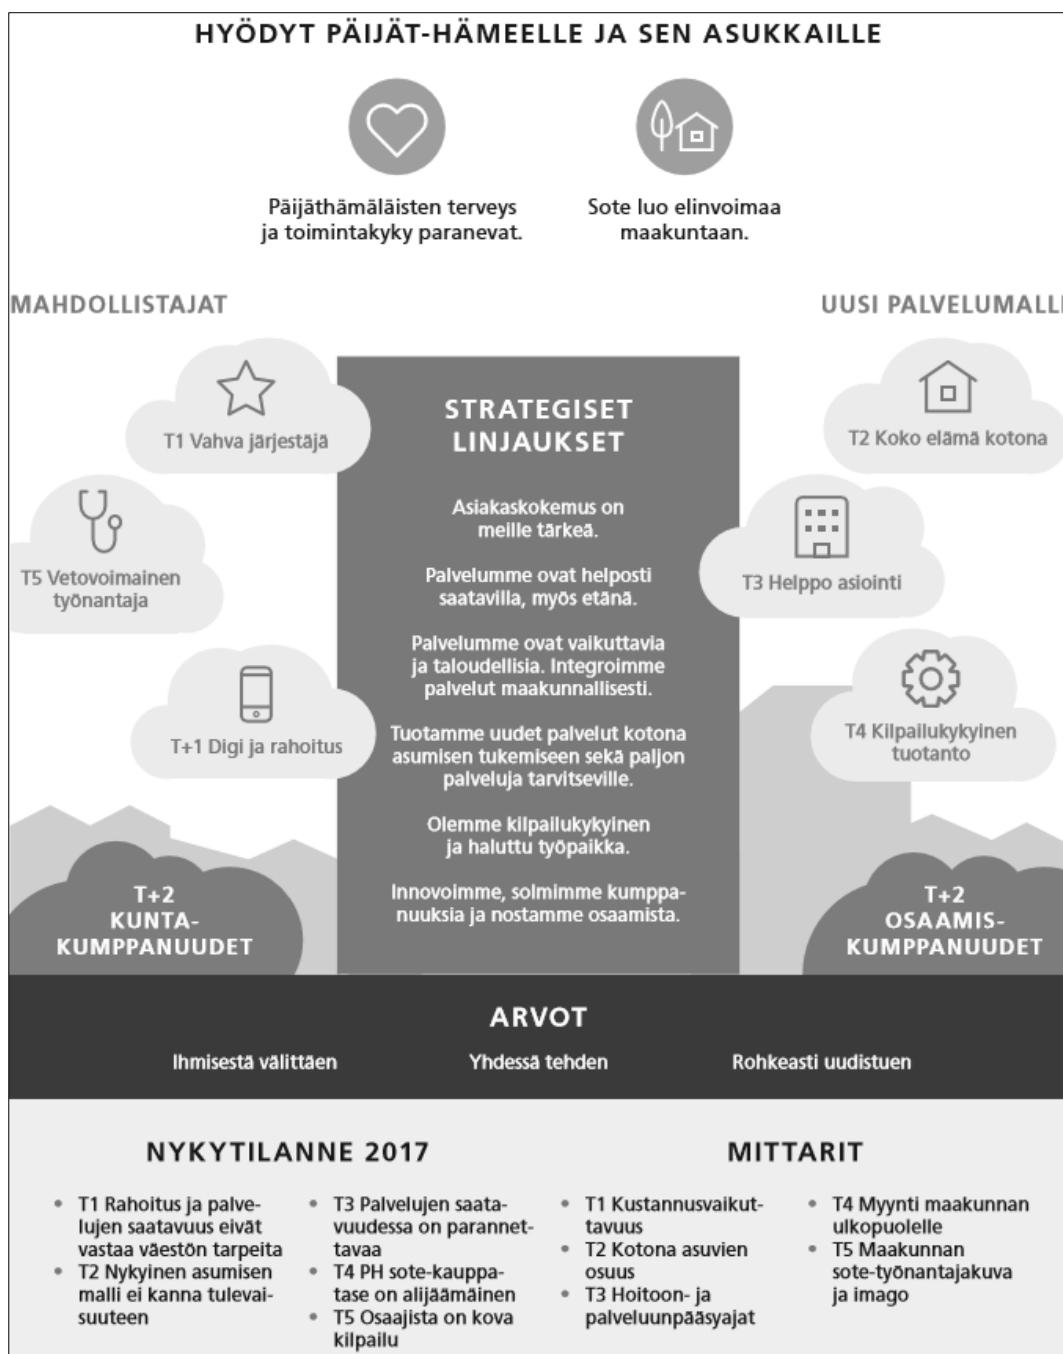 HYÖDYT PÄIJÄT-HÄMEELLE JA SEN ASUKKAILLE
Päijäthämäläisten terveys
ja toimintakyky paranevat.
Sote luo elinvoimaa
maakuntaan.
MAHDOLLISTAJAT
T1 Vahva järjestäjä
T5 Vetovoimainen
työnantaja
T+1 Digi ja rahoitus
T+2
KUNTA-
KUMPPANUUDET
STRATEGISET
LINJAUKSET
Asiakaskokemus on
meille tärkeä.
Palvelumme ovat helposti
saatavilla, myös etänä.
Palvelumme ovat vaikuttavia
ja taloudellisia. Integroimme
palvelut maakunnallisesti.
Tuotamme uudet palvelut kotona
asumisen tukemiseen sekä paljon
palveluja tarvitseville.
Olemme kilpailukykyinen
ja haluttu työpaikka.
Innovoimme, solmimme kumppa-
nuuksia ja nostamme osaamista.
UUSI PALVELUMALLI
T2 Koko elämä kotona
T3 Helppo asiointi
T4 Kilpailukykyinen
tuotanto
T+2
OSAAMIS-
KUMPPANUUDET
ARVOT
Ihmisestä välittäen
Yhdessä tehden
Rohkeasti uudistuen
NYKYTILANNE 2017
• T1 Rahoitus ja palve-
lujen saatavuus eivät
vastaa väestön tarpeita
• T2 Nykyinen asumisen
malli ei kanna tulevai-
suuteen
• T3 Palvelujen saata-
vuudessa on parannet-
tavaa
• T4 PH sote-kauppa-
tase on alijäämäinen
• T5 Osaajista on kova
kilpailu
MITTARIT
• T1 Kustannusvaikut-
tavuus
• T2 Kotona asuvien
osuus
• T3 Hoitoon- ja
palveluunpääsyajat
• T4 Myynti maakunnan
ulkopuolelle
• T5 Maakunnan
sote-työnantajakuva
ja imago